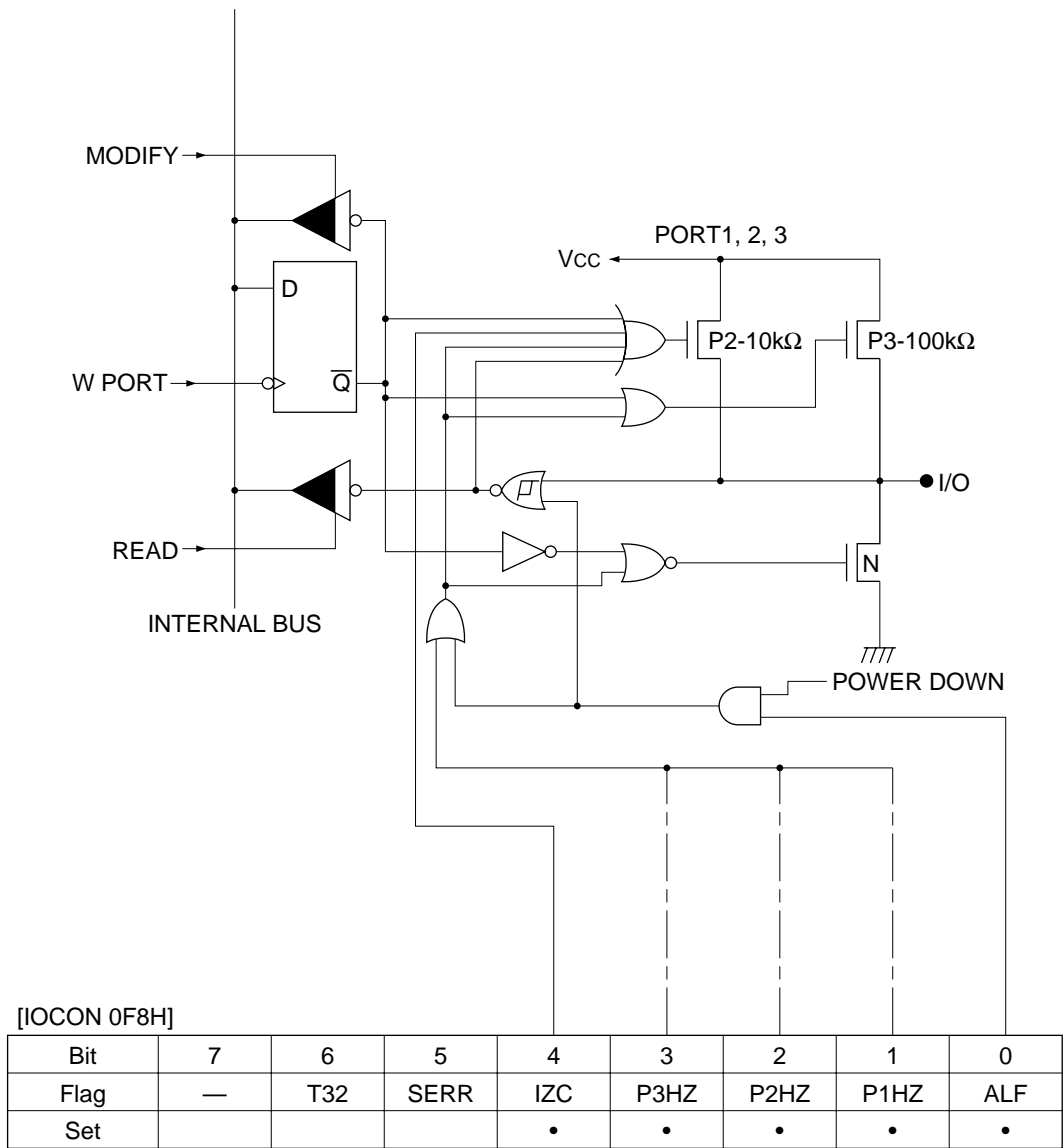 MODIFY
PORT1, 2, 3
VCC
D
P2-10kΩ
P3-100kΩ
W PORT
Q̅
I/O
READ
N
INTERNAL BUS
POWER DOWN
[IOCON 0F8H]
Bit 7 6 5 4 3 2 1 0
Flag — T32 SERR IZC P3HZ P2HZ P1HZ ALF
Set • • • • •